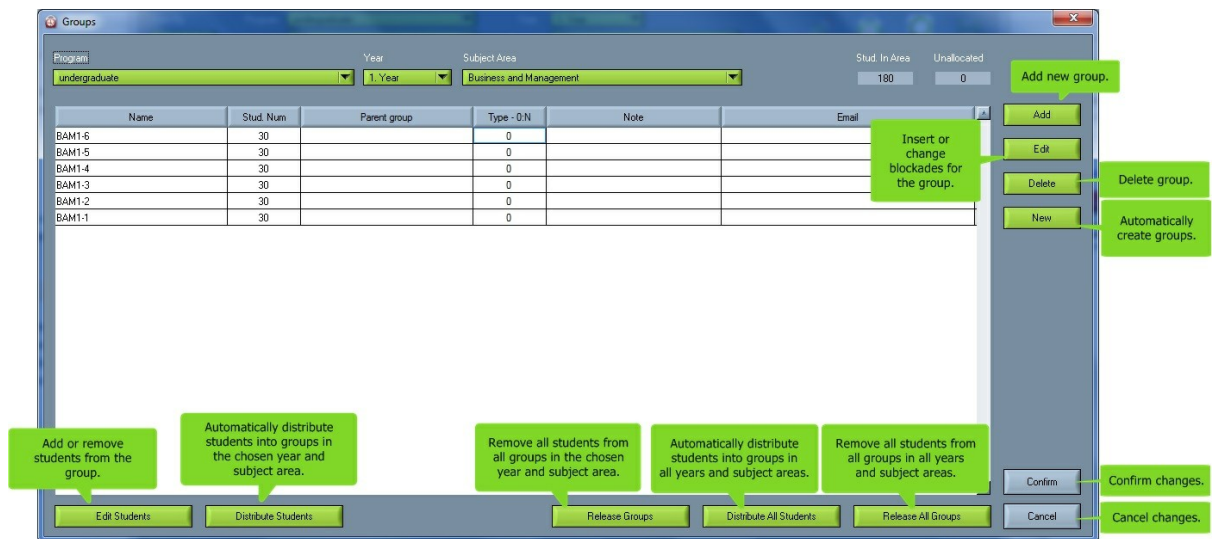 Groups
x
Program
Year
Subject Area
Stud. In Area
Unallocated
undergraduate
1. Year
Business and Management
180
0
Add new group.
Name
Stud. Num
Parent group
Type - 0:N
Note
Email
Add
BAM1-6
30
0
BAM1-5
30
0
BAM1-4
30
0
BAM1-3
30
0
BAM1-2
30
0
BAM1-1
30
0
Insert or
change
blockades for
the group.
Edit
Delete
Delete group.
New
Automatically
create groups.
Add or remove
students from the
group.
Automatically distribute
students into groups in
the chosen year and
subject area.
Remove all students from
all groups in the chosen
year and subject area.
Automatically distribute
students into groups in
all years and subject areas.
Remove all students from
all groups in all years
and subject areas.
Confirm
Confirm changes.
Edit Students
Distribute Students
Release Groups
Distribute All Students
Release All Groups
Cancel
Cancel changes.